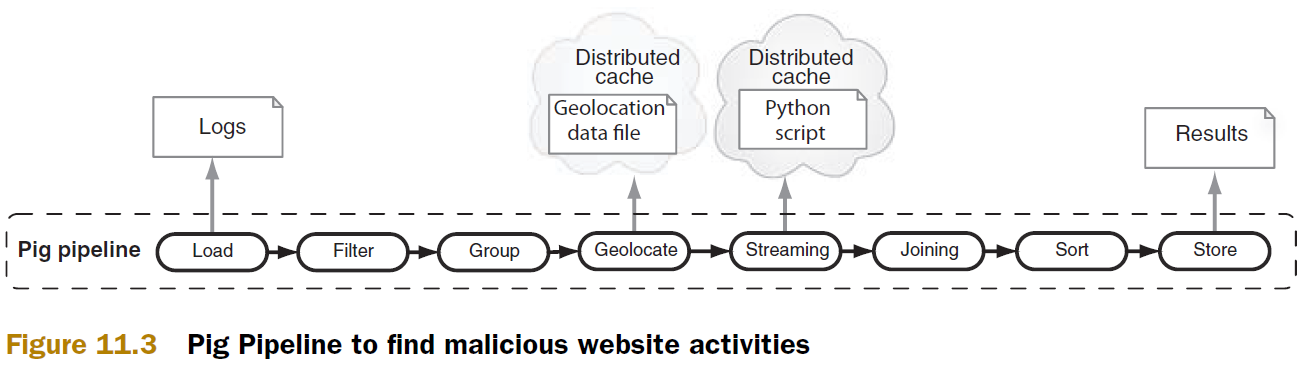 Distributed
cache
Geolocation
data file
Distributed
cache
Python
script
Logs
Results
Pig pipeline
Load
Filter
Group
Geolocate
Streaming
Joining
Sort
Store
Figure 11.3 Pig Pipeline to find malicious website activities